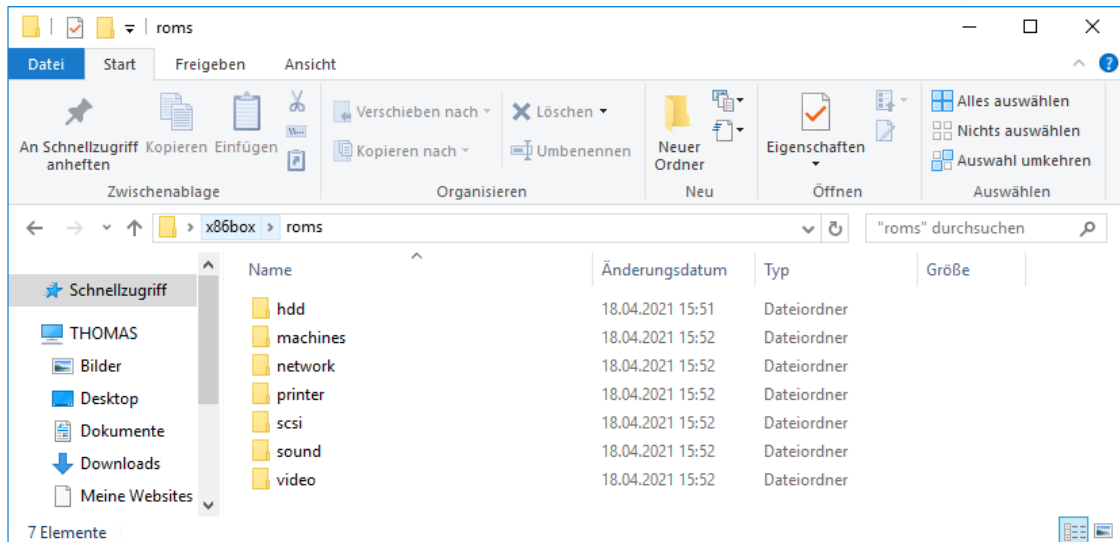 roms
Datei Start Freigeben Ansicht
An Schnellzugriff anheften
Kopieren
Einfügen
Verschieben nach
Kopieren nach
Löschen
Umbenennen
Neuer Ordner
Eigenschaften
Alles auswählen
Nichts auswählen
Auswahl umkehren
Zwischenablage Organisieren Neu Öffnen Auswählen
x86box roms "roms" durchsuchen
Name Änderungsdatum Typ Größe
Schnellzugriff
THOMAS
Bilder
Desktop
Dokumente
Downloads
Meine Websites
hdd 18.04.2021 15:51 Dateiordner
machines 18.04.2021 15:52 Dateiordner
network 18.04.2021 15:52 Dateiordner
printer 18.04.2021 15:52 Dateiordner
scsi 18.04.2021 15:52 Dateiordner
sound 18.04.2021 15:52 Dateiordner
video 18.04.2021 15:52 Dateiordner
7 Elemente